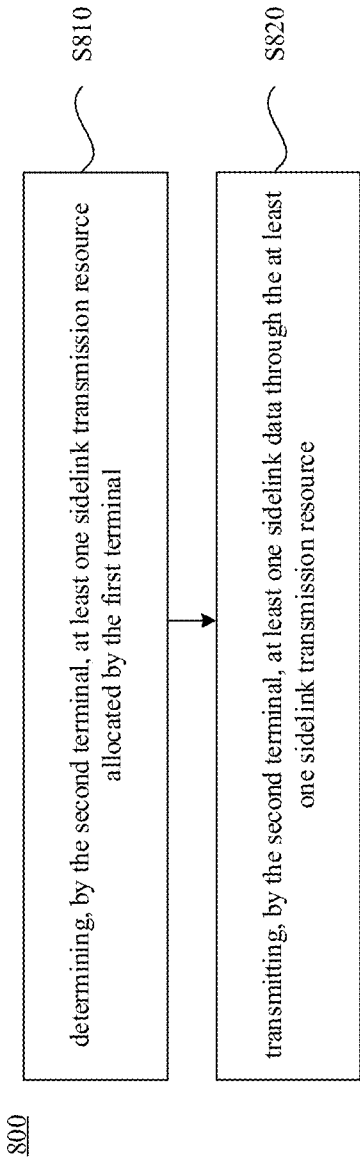 800
determining, by the second terminal, at least one sidelink transmission resource
allocated by the first terminal
S810
transmitting, by the second terminal, at least one sidelink data through the at least
one sidelink transmission resource
S820